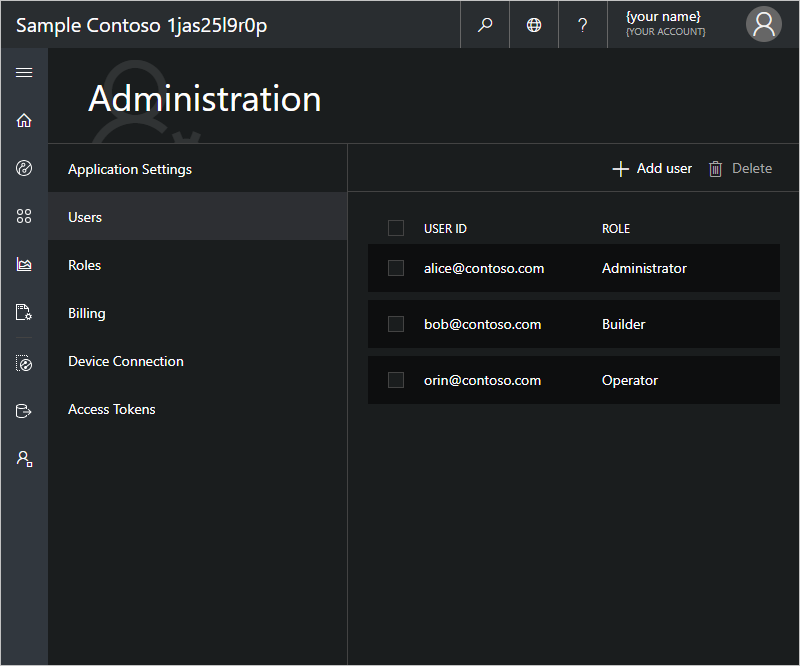 Sample Contoso 1jas25l9r0p
?
{your name}
{YOUR ACCOUNT}
Administration
Application Settings
Users
Roles
Billing
Device Connection
Access Tokens
Add user
Delete
USER ID ROLE
alice@contoso.com Administrator
bob@contoso.com Builder
orin@contoso.com Operator